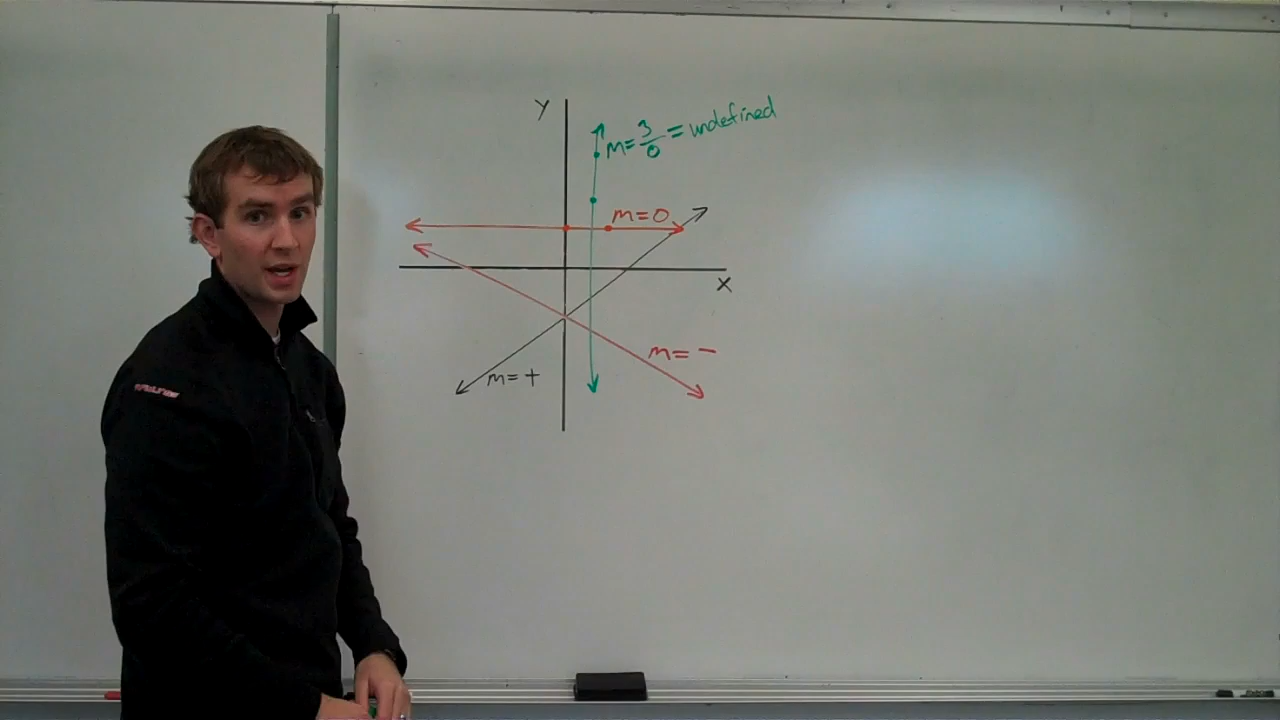 y
m=3/0 = undefined
m=0
x
m= −
m=+